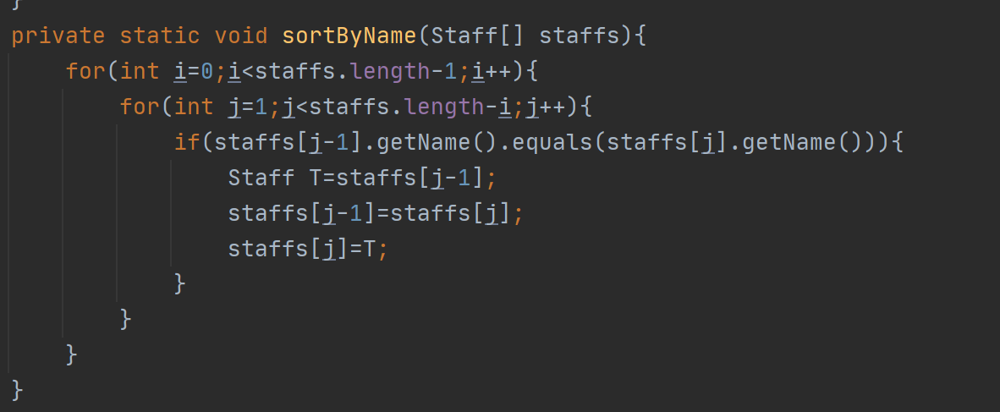 }
private static void sortByName(Staff[] staffs){
    for(int i=0;i<staffs.length-1;i++){
        for(int j=1;j<staffs.length-i;j++){
            if(staffs[j-1].getName().equals(staffs[j].getName())){
                Staff T=staffs[j-1];
                staffs[j-1]=staffs[j];
                staffs[j]=T;
            }
        }
    }
}